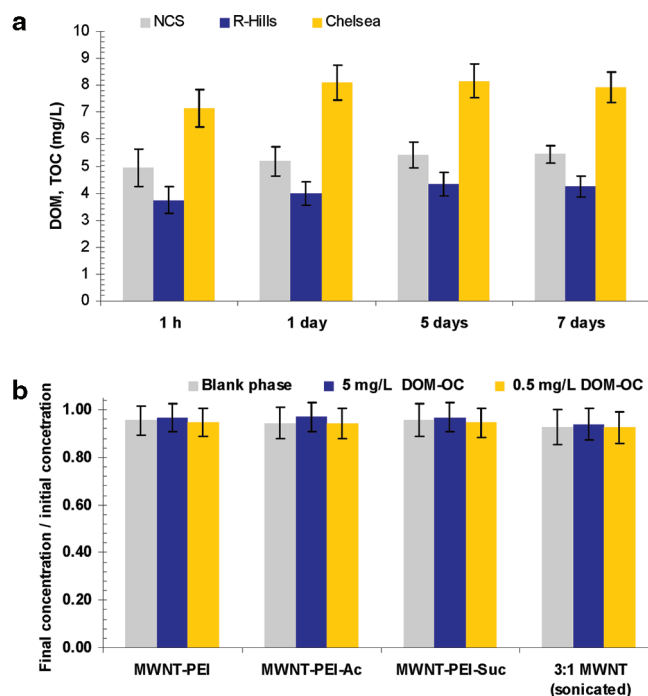 a
NCS R-Hills Chelsea
DOM, TOC (mg/L)
10
9
8
7
6
5
4
3
2
1
0
1 h 1 day 5 days 7 days
b
Blank phase 5 mg/L DOM-OC 0.5 mg/L DOM-OC
Final concentration / initial concetration
1.00
0.80
0.60
0.40
0.20
0.00
MWNT-PEI MWNT-PEI-Ac MWNT-PEI-Suc 3:1 MWNT
(sonicated)